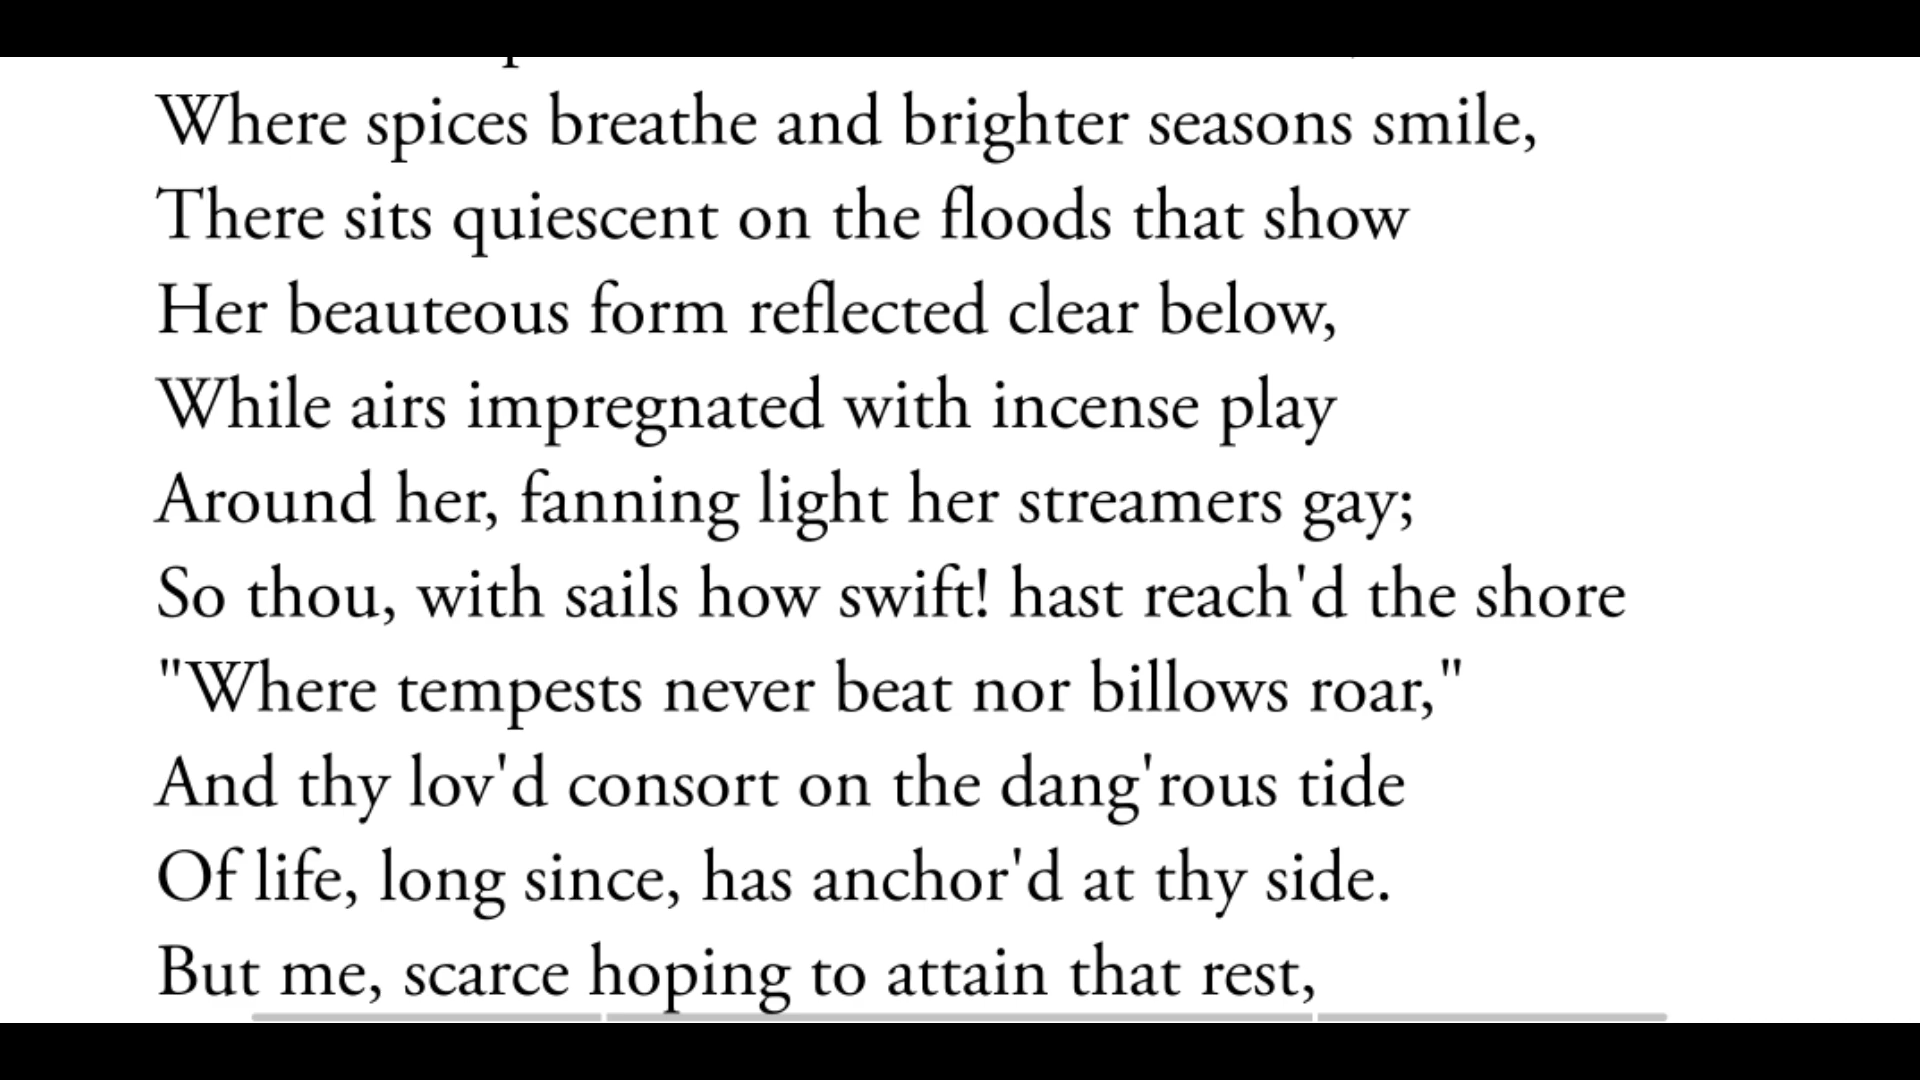 Where spices breathe and brighter seasons smile,
There sits quiescent on the floods that show
Her beauteous form reflected clear below,
While airs impregnated with incense play
Around her, fanning light her streamers gay;
So thou, with sails how swift! hast reach'd the shore
"Where tempests never beat nor billows roar,"
And thy lov'd consort on the dang'rous tide
Of life, long since, has anchor'd at thy side.
But me, scarce hoping to attain that rest,